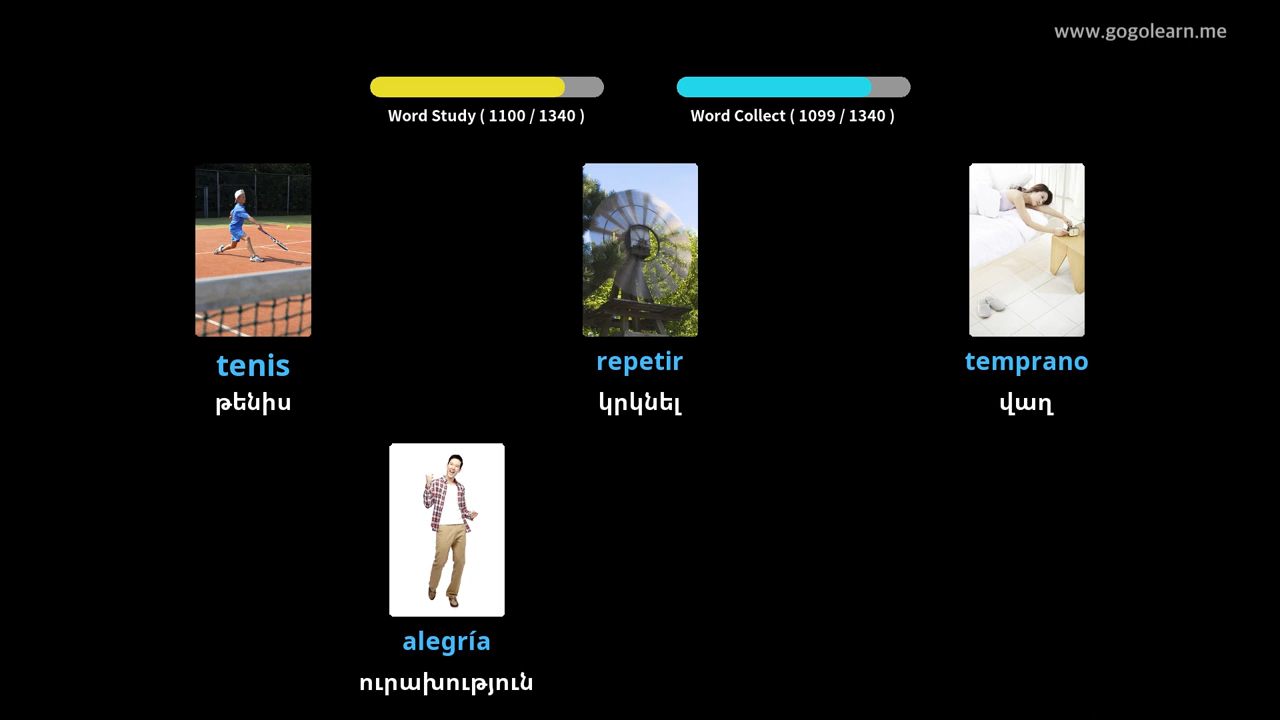 www.gogolearn.me
Word Study ( 1100 / 1340 )
Word Collect ( 1099 / 1340 )
tenis
repetir
temprano
թենիս
կրկնել
վաղ
alegría
ուրախություն